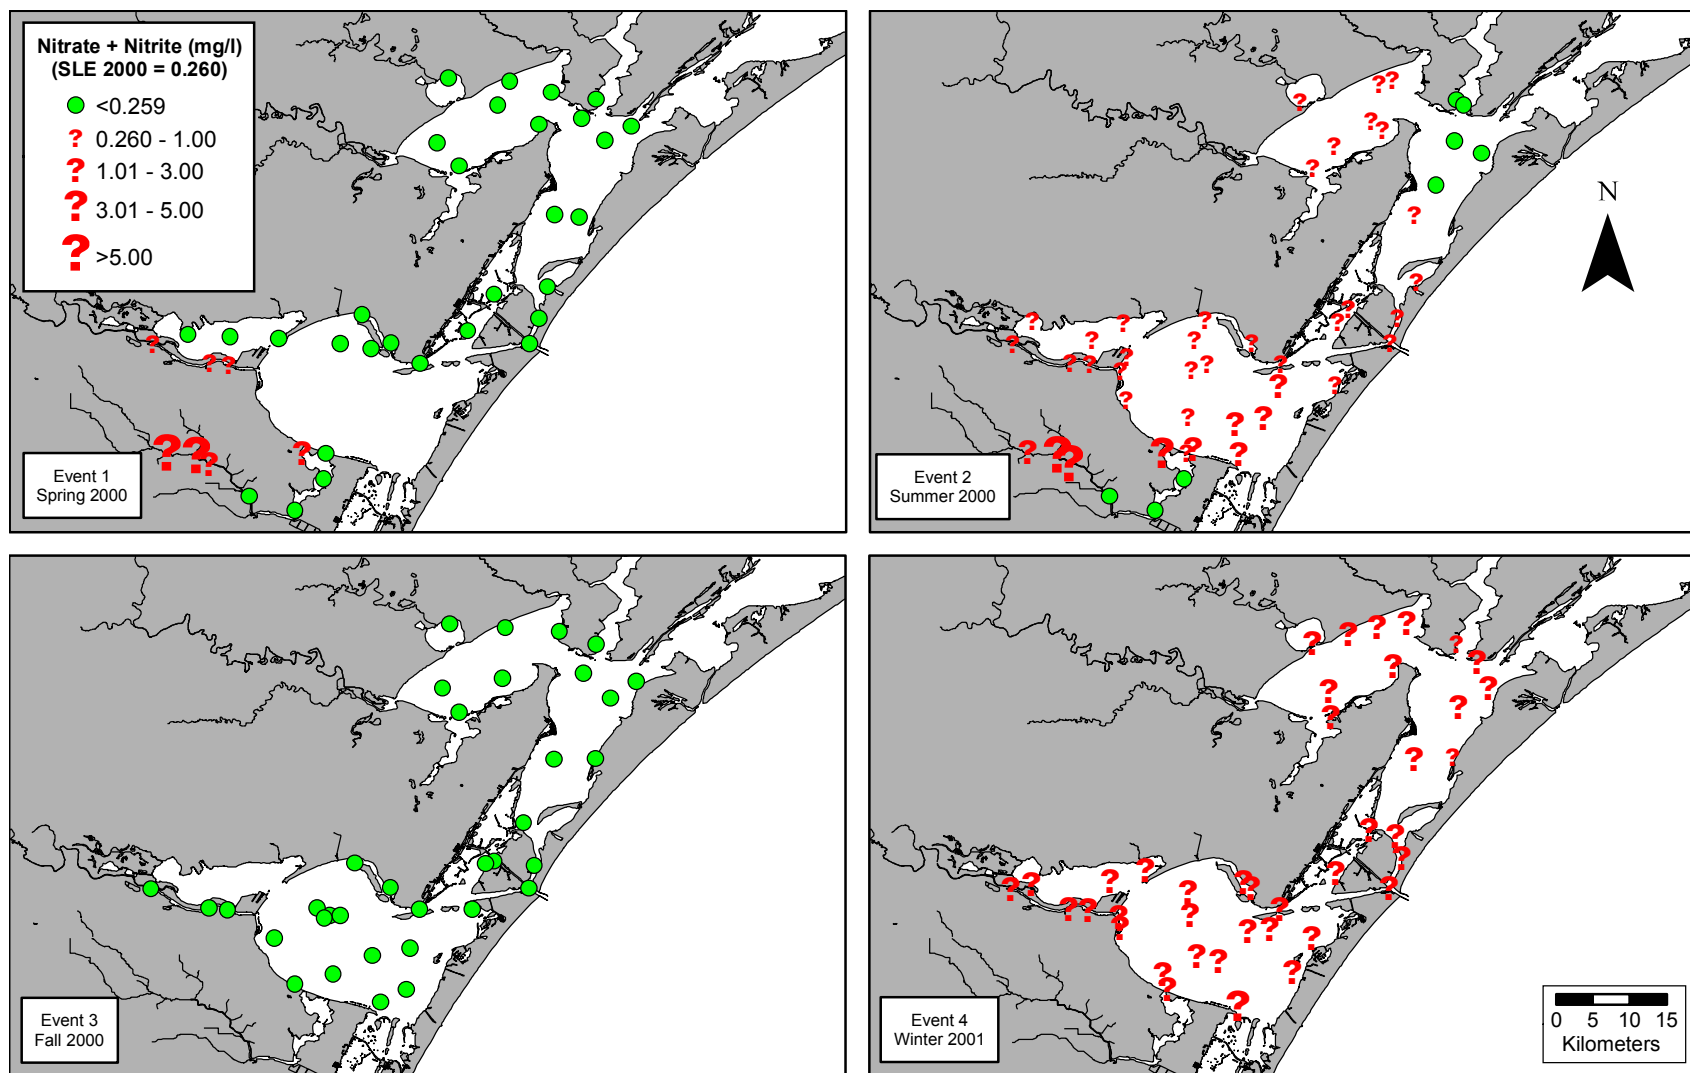 Nitrate + Nitrite (mg/l)
(SLE 2000 = 0.260)
<0.259
? 0.260 - 1.00
? 1.01 - 3.00
? 3.01 - 5.00
? >5.00
Event 1
Spring 2000
N
Event 2
Summer 2000
Event 3
Fall 2000
Event 4
Winter 2001
0 5 10 15
Kilometers